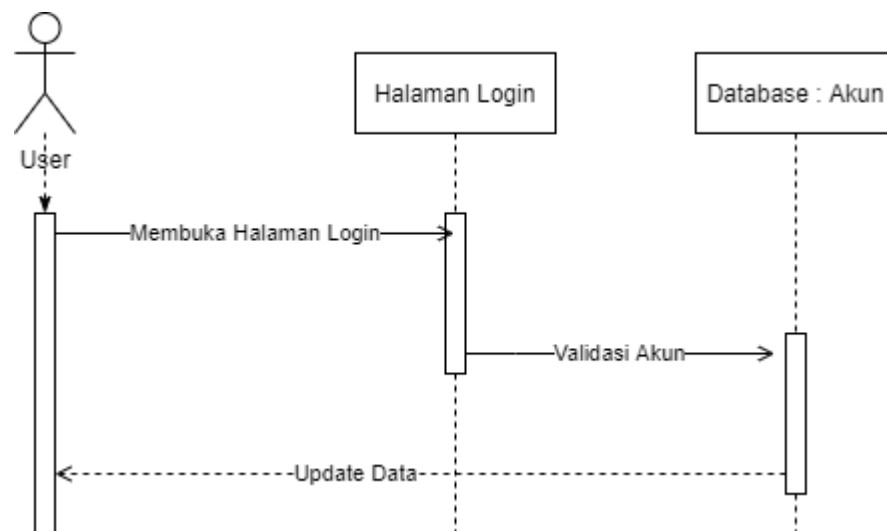 Halaman Login
Database : Akun
User
Membuka Halaman Login
Validasi Akun
Update Data